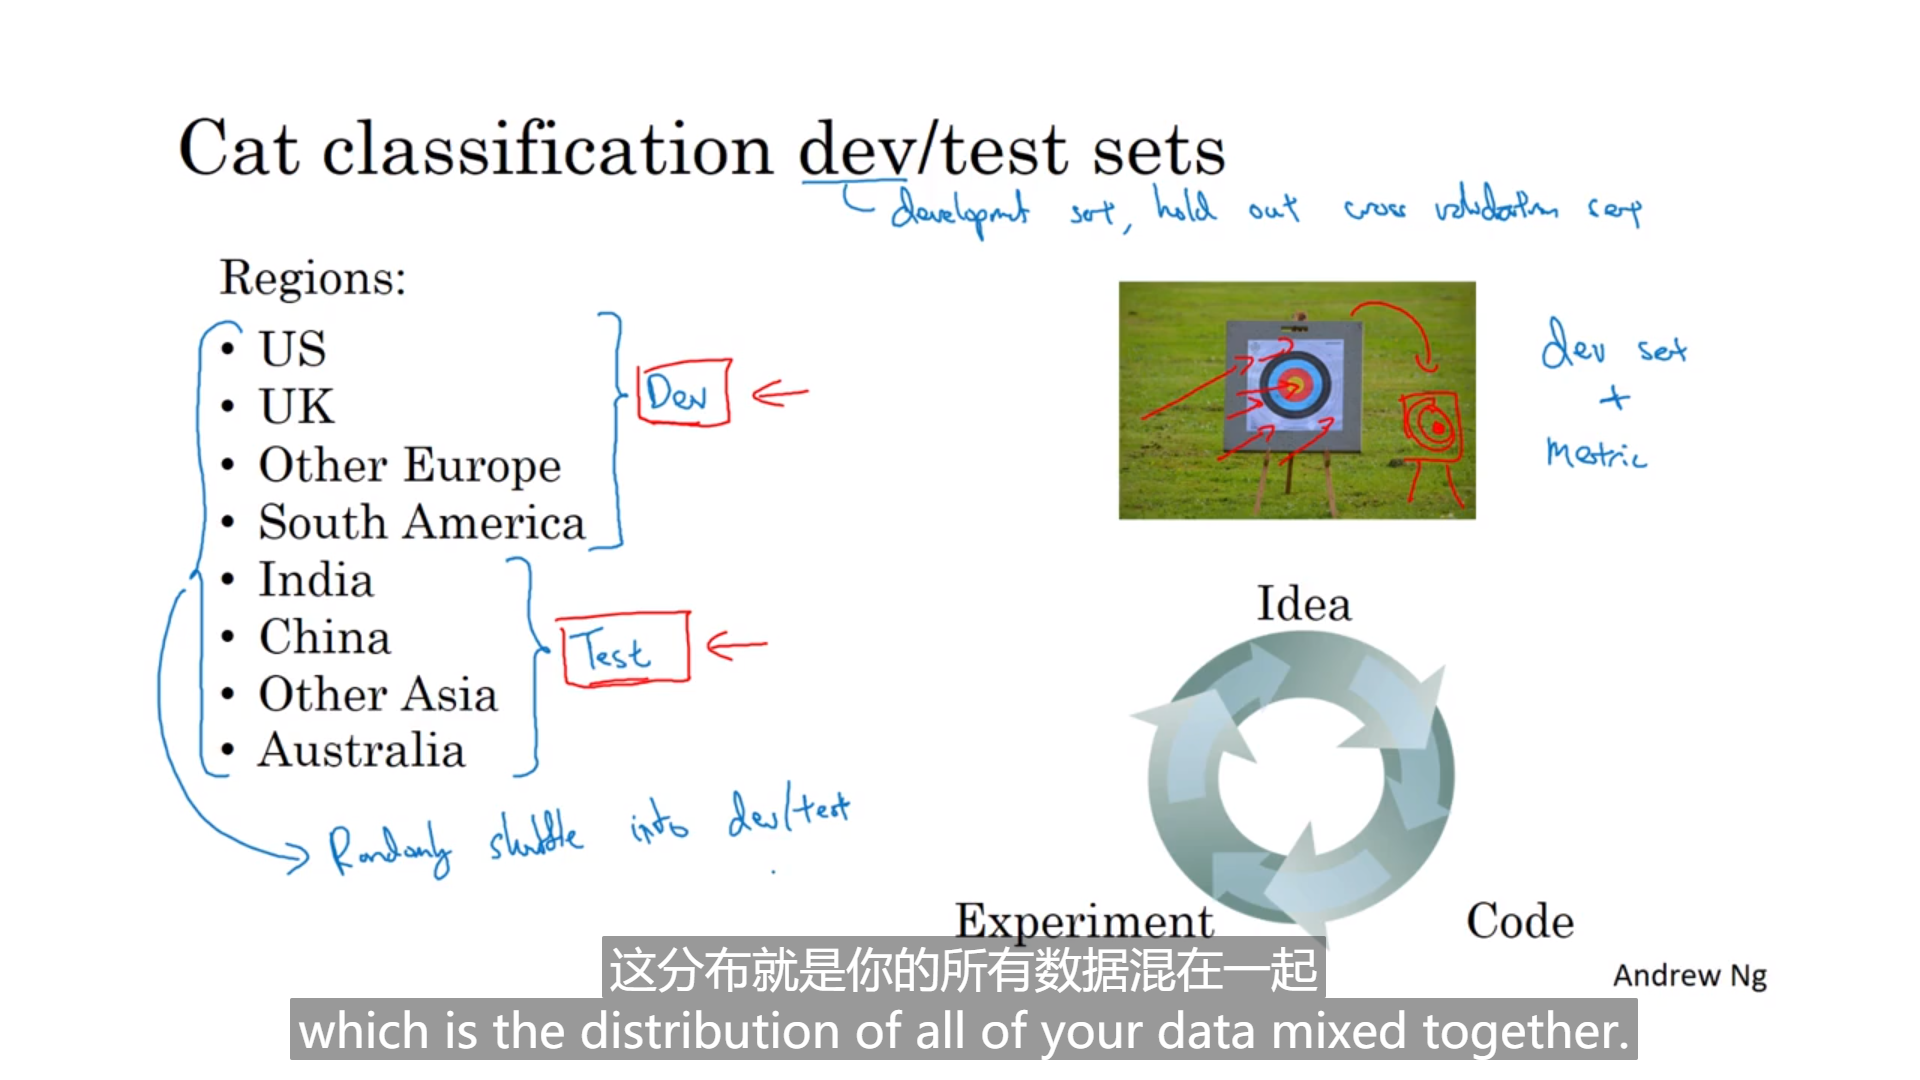 Cat classification dev/test sets
development set, hold out cross validation set
Regions:
• US
• UK
• Other Europe
• South America
• India
• China
• Other Asia
• Australia
Dev
Test
Randomly shuffle into dev/test
dev set
+
metric
Idea
Experiment
Code
Andrew Ng
这分布就是你的所有数据混在一起
which is the distribution of all of your data mixed together.